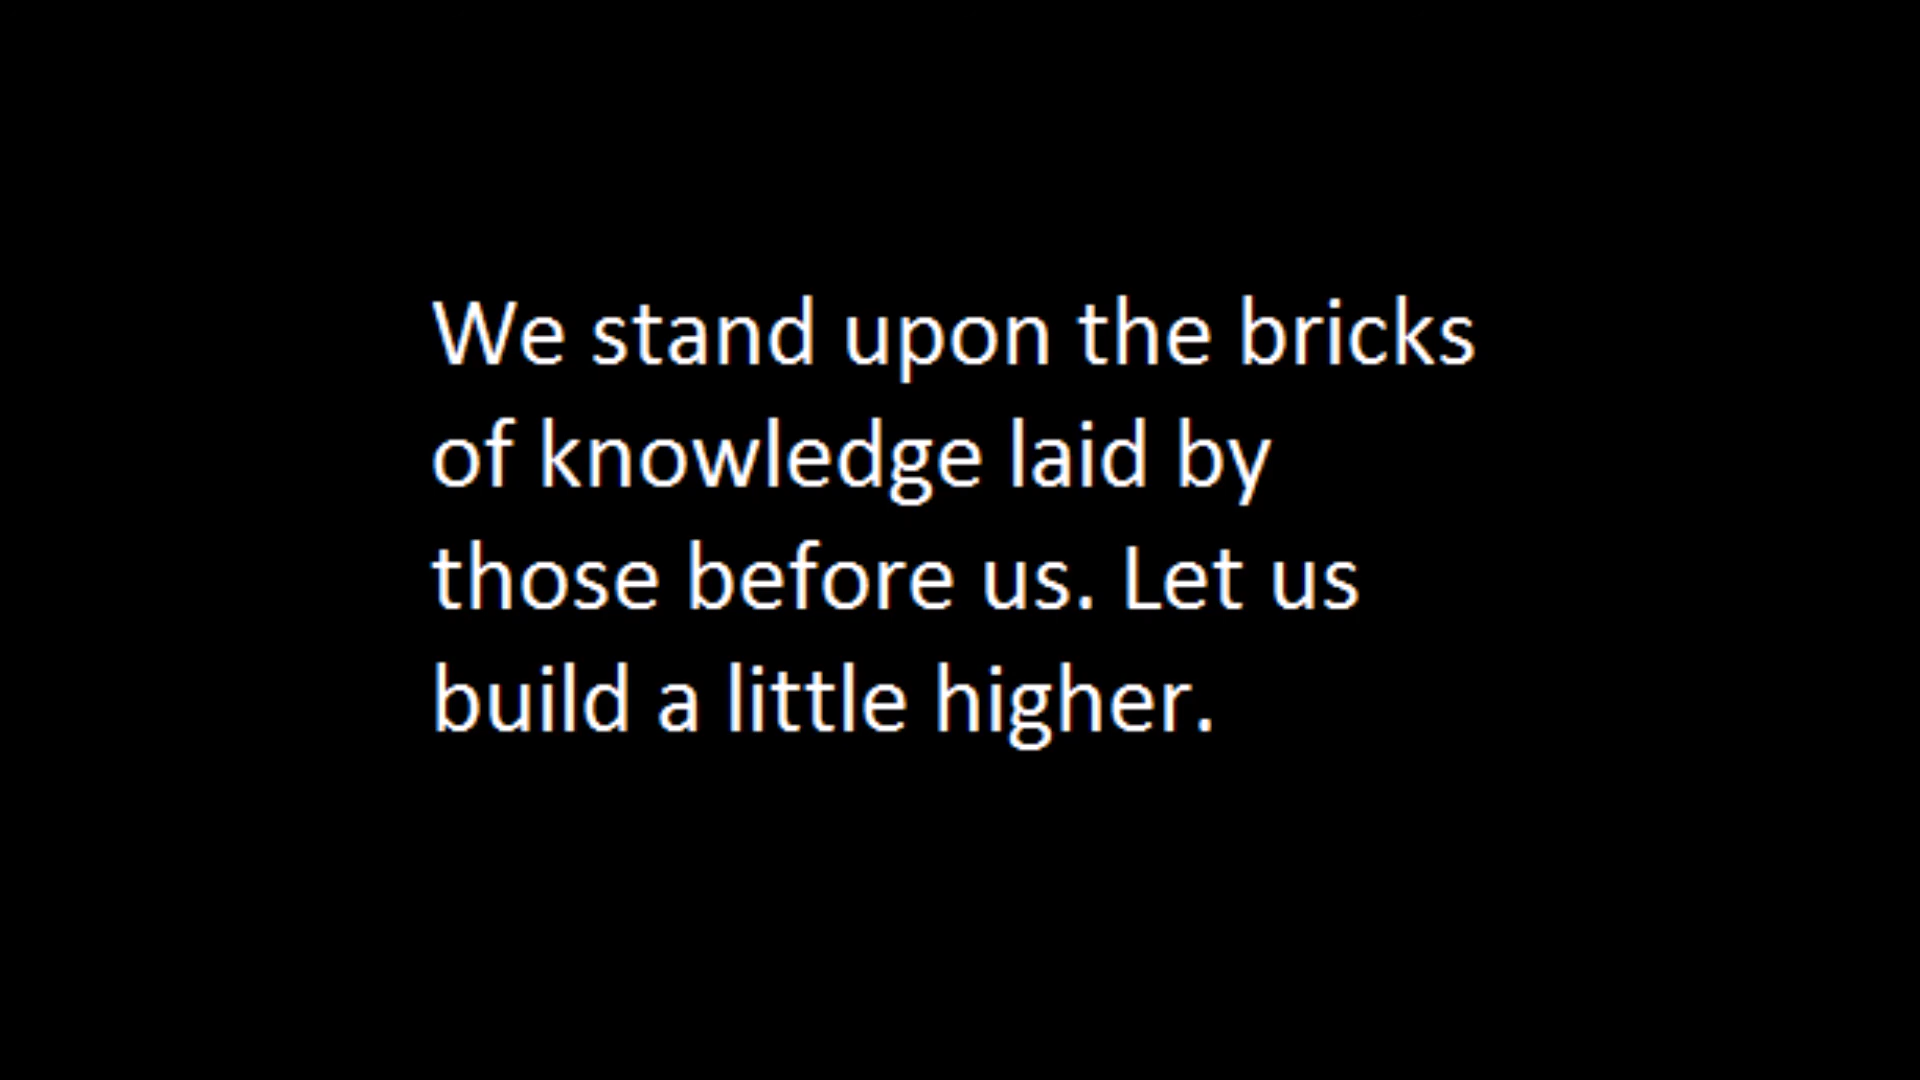 We stand upon the bricks
of knowledge laid by
those before us. Let us
build a little higher.